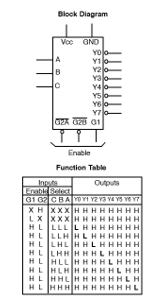 Block Diagram
Vcc GND
Y0
A Y1
Y2
B Y3
Y4
C Y5
Y6
Y7
G2A G2B G1
Enable
Function Table
Inputs Outputs
Enable Select
G1 G2 C B A Y0 Y1 Y2 Y3 Y4 Y5 Y6 Y7
X H X X X H H H H H H H H
L X X X X H H H H H H H H
H L L L L L H H H H H H H
H L L L H H L H H H H H H
H L L H L H H L H H H H H
H L L H H H H H L H H H H
H L H L L H H H H L H H H
H L H L H H H H H H L H H
H L H H L H H H H H H L H
H L H H H H H H H H H H L